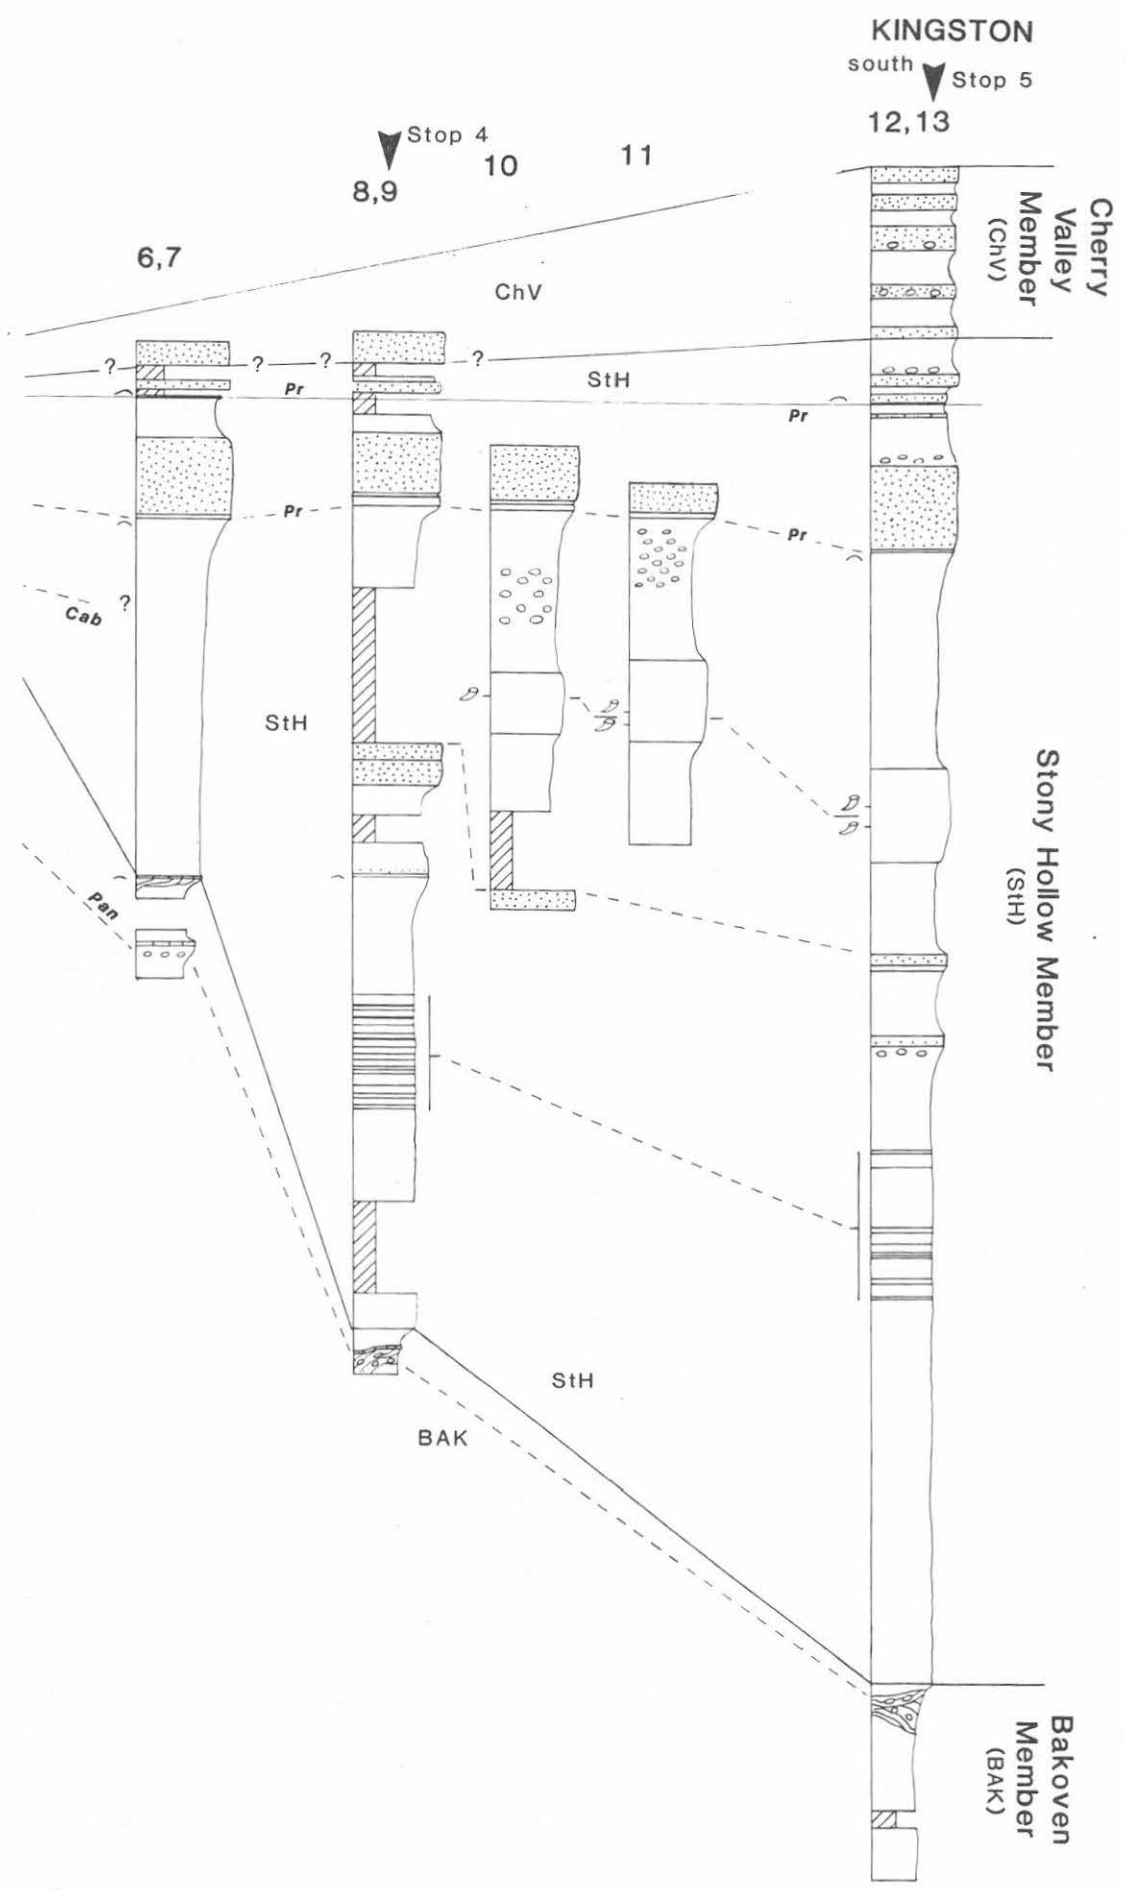 KINGSTON
south
Stop 5
12,13
Stop 4
10
11
8,9
6,7
Cherry
Valley
Member
(ChV)
ChV
?
?
?
?
StH
Pr
Pr
Pr
Pr
Cab
?
StH
Stony Hollow Member
(StH)
Pan
StH
BAK
Bakoven
Member
(BAK)